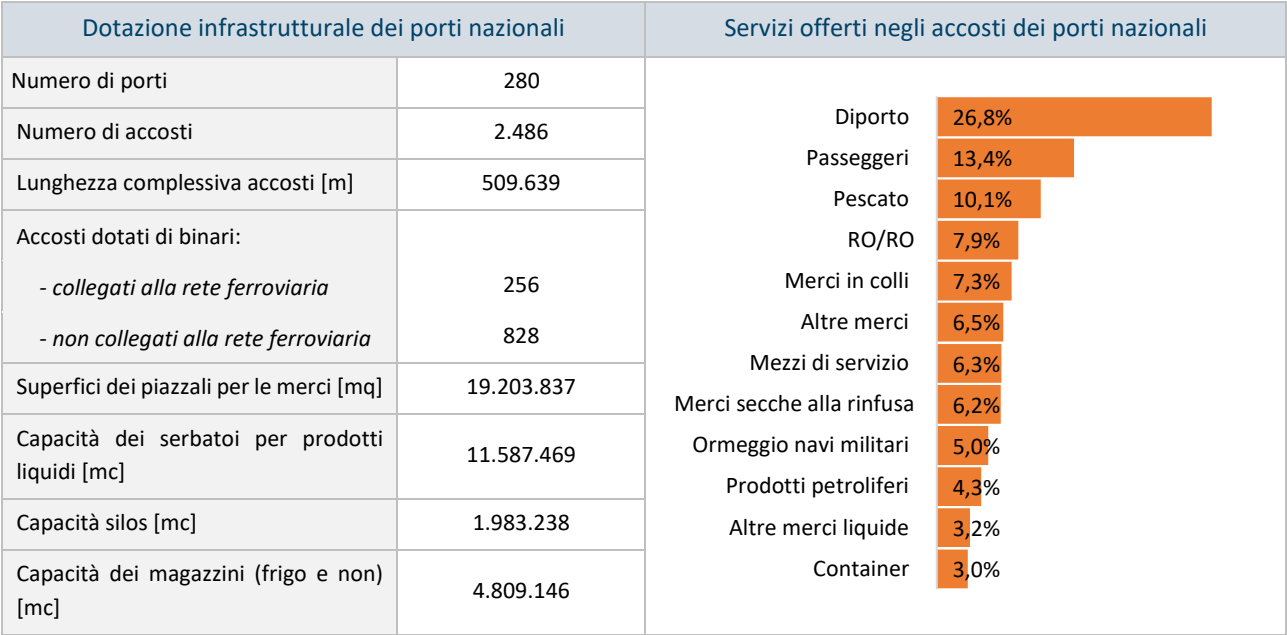 Dotazione infrastrutturale dei porti nazionali
Numero di porti 280
Numero di accosti 2.486
Lunghezza complessiva accosti [m] 509.639
Accosti dotati di binari:
- collegati alla rete ferroviaria 256
- non collegati alla rete ferroviaria 828
Superfici dei piazzali per le merci [mq] 19.203.837
Capacità dei serbatoi per prodotti
liquidi [mc] 11.587.469
Capacità silos [mc] 1.983.238
Capacità dei magazzini (frigo e non)
[mc] 4.809.146
Servizi offerti negli accosti dei porti nazionali
Diporto 26,8%
Passeggeri 13,4%
Pescato 10,1%
RO/RO 7,9%
Merci in colli 7,3%
Altre merci 6,5%
Mezzi di servizio 6,3%
Merci secche alla rinfusa 6,2%
Ormeggio navi militari 5,0%
Prodotti petroliferi 4,3%
Altre merci liquide 3,2%
Container 3,0%